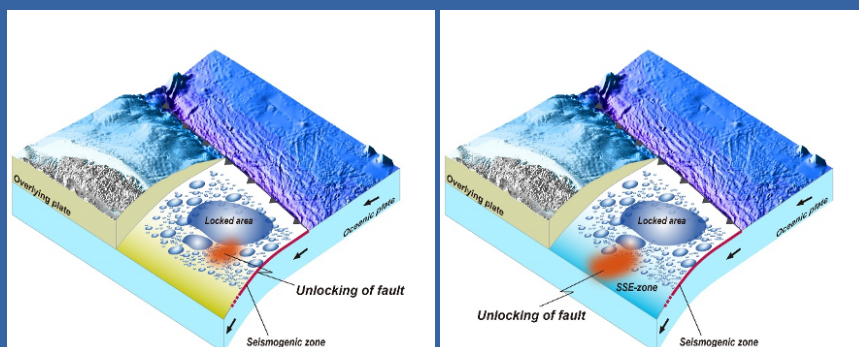 Overlying plate
Locked area
Oceanic plate
Unlocking of fault
Seismogenic zone
Overlying plate
Locked area
Oceanic plate
SSE-zone
Unlocking of fault
Seismogenic zone